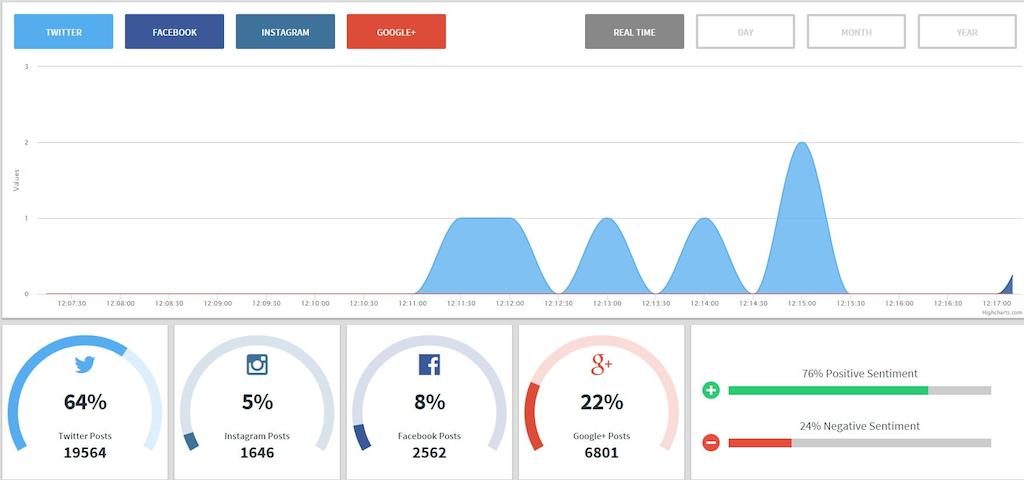 TWITTER FACEBOOK INSTAGRAM GOOGLE+ REAL TIME DAY MONTH YEAR
3
2
1
0
Values
12:07:30 12:08:00 12:08:30 12:09:00 12:09:30 12:10:00 12:10:30 12:11:00 12:11:30 12:12:00 12:12:30 12:13:00 12:13:30 12:14:00 12:14:30 12:15:00 12:15:30 12:16:00 12:16:30 12:17:00
Highcharts.com
64%
Twitter Posts
19564
5%
Instagram Posts
1646
8%
Facebook Posts
2562
g+
22%
Google+ Posts
6801
76% Positive Sentiment
24% Negative Sentiment